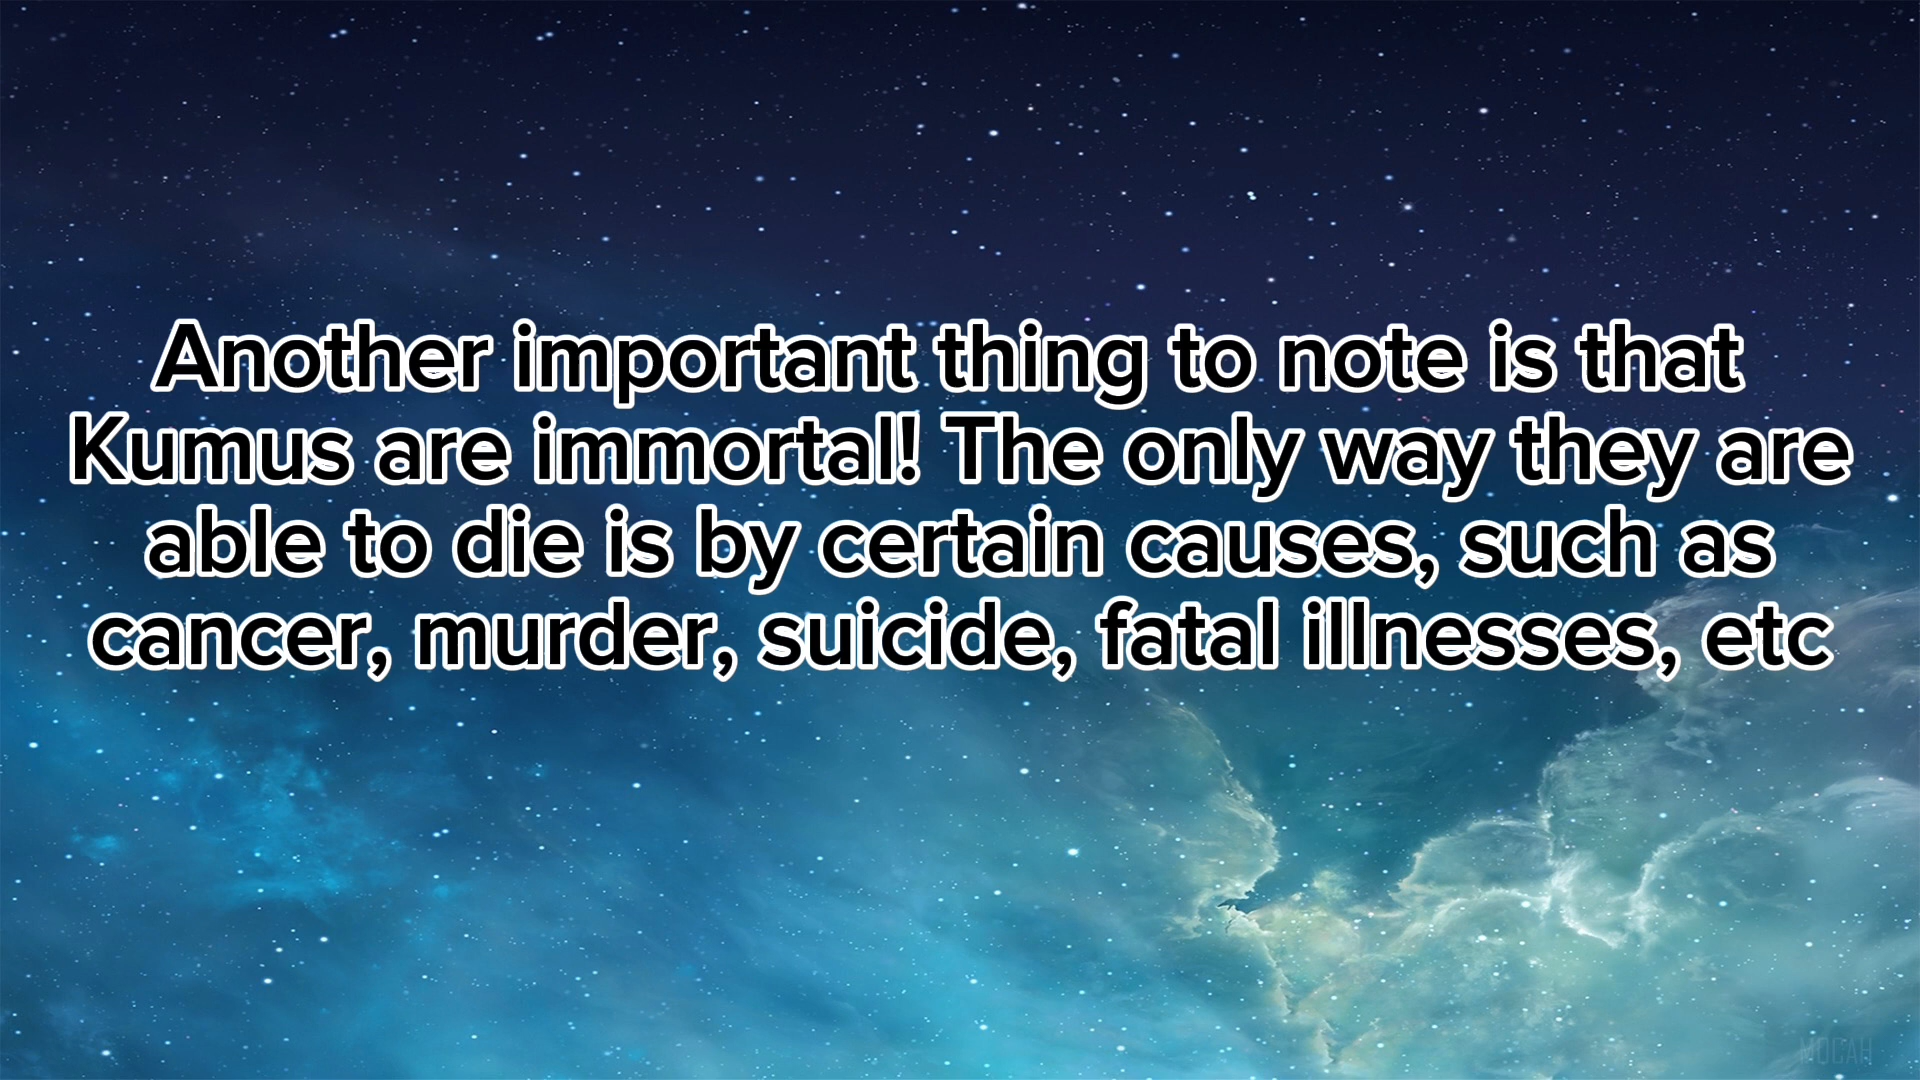 Another important thing to note is that
Kumus are immortal! The only way they are
able to die is by certain causes, such as
cancer, murder, suicide, fatal illnesses, etc
MOCAH